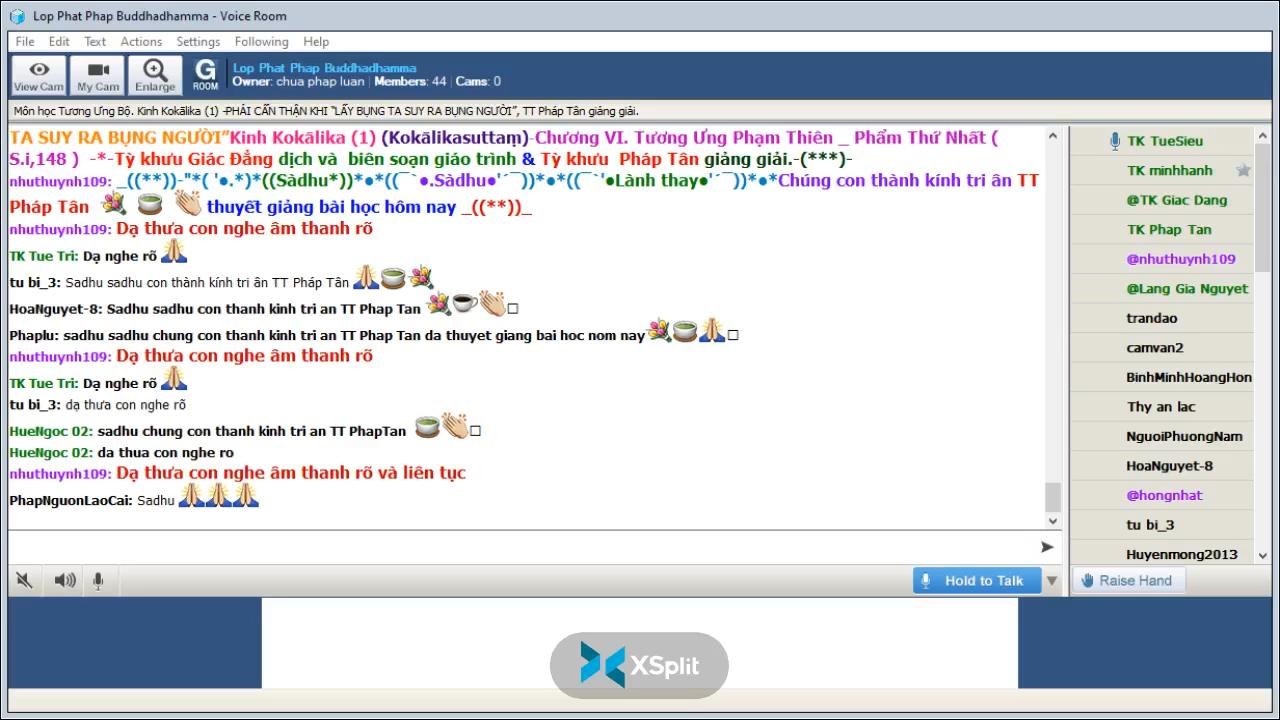 Lop Phat Phap Buddhadhamma - Voice Room
File Edit Text Actions Settings Following Help
View Cam My Cam Enlarge G ROOM
Lop Phat Phap Buddhadhamma
Owner: chua phap luan | Members: 44 | Cams: 0
Môn học Tương Ưng Bộ. Kinh Kokālika (1) -PHẢI CẨN THẬN KHI “LẤY BỤNG TA SUY RA BỤNG NGƯỜI”, TT Pháp Tân giảng giải.
TA SUY RA BỤNG NGƯỜI”Kinh Kokālika (1) (Kokālikasuttaṃ)-Chương VI. Tương Ưng Phạm Thiên _ Phẩm Thứ Nhất (
S.i,148 ) -*-Tỳ khưu Giác Đẳng dịch và biên soạn giáo trình & Tỳ khưu Pháp Tân giảng giải.-(***)-
nhuthuynh109: _((**))-"*( '●.*)*((Sàdhu*))*●*((¯`●.Sàdhu●'´¯))*●*((¯`'●Lành thay●'´¯))*●*Chúng con thành kính tri ân TT
Pháp Tân thuyết giảng bài học hôm nay _((**))_
nhuthuynh109: Dạ thưa con nghe âm thanh rõ
TK Tue Tri: Dạ nghe rõ
tu bi_3: Sadhu sadhu con thành kính tri ân TT Pháp Tân
HoaNguyet-8: Sadhu sadhu con thanh kinh tri an TT Phap Tan
Phaplu: sadhu sadhu chung con thanh kinh tri an TT Phap Tan da thuyet giang bai hoc nom nay
nhuthuynh109: Dạ thưa con nghe âm thanh rõ
TK Tue Tri: Dạ nghe rõ
tu bi_3: dạ thưa con nghe rõ
HueNgoc 02: sadhu chung con thanh kinh tri an TT PhapTan
HueNgoc 02: da thua con nghe ro
nhuthuynh109: Dạ thưa con nghe âm thanh rõ và liên tục
PhapNguonLaoCai: Sadhu
TK TueSieu
TK minhhanh
@TK Giac Dang
TK Phap Tan
@nhuthuynh109
@Lang Gia Nguyet
trandao
camvan2
BinhMinhHoangHon
Thy an lac
NguoiPhuongNam
HoaNguyet-8
@hongnhat
tu bi_3
Huyenmong2013
Hold to Talk
Raise Hand
XSplit